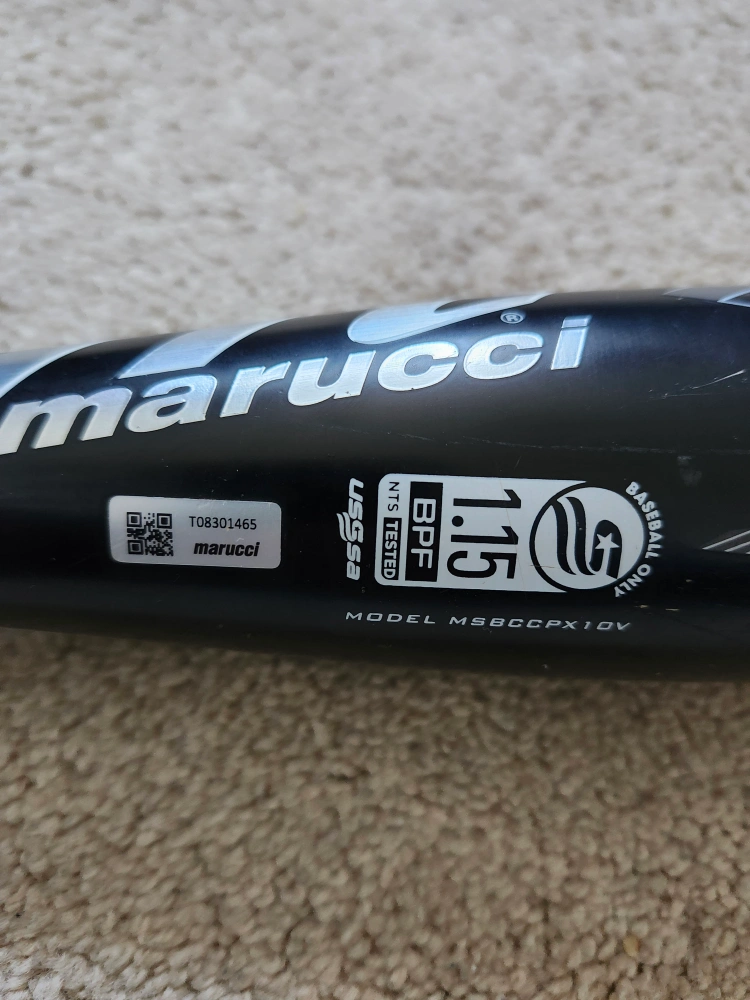 marucci®
T08301465
marucci
USSSA
NTS TESTED
BPF
1.15
BASEBALL ONLY
MODEL MSBCCPX10V